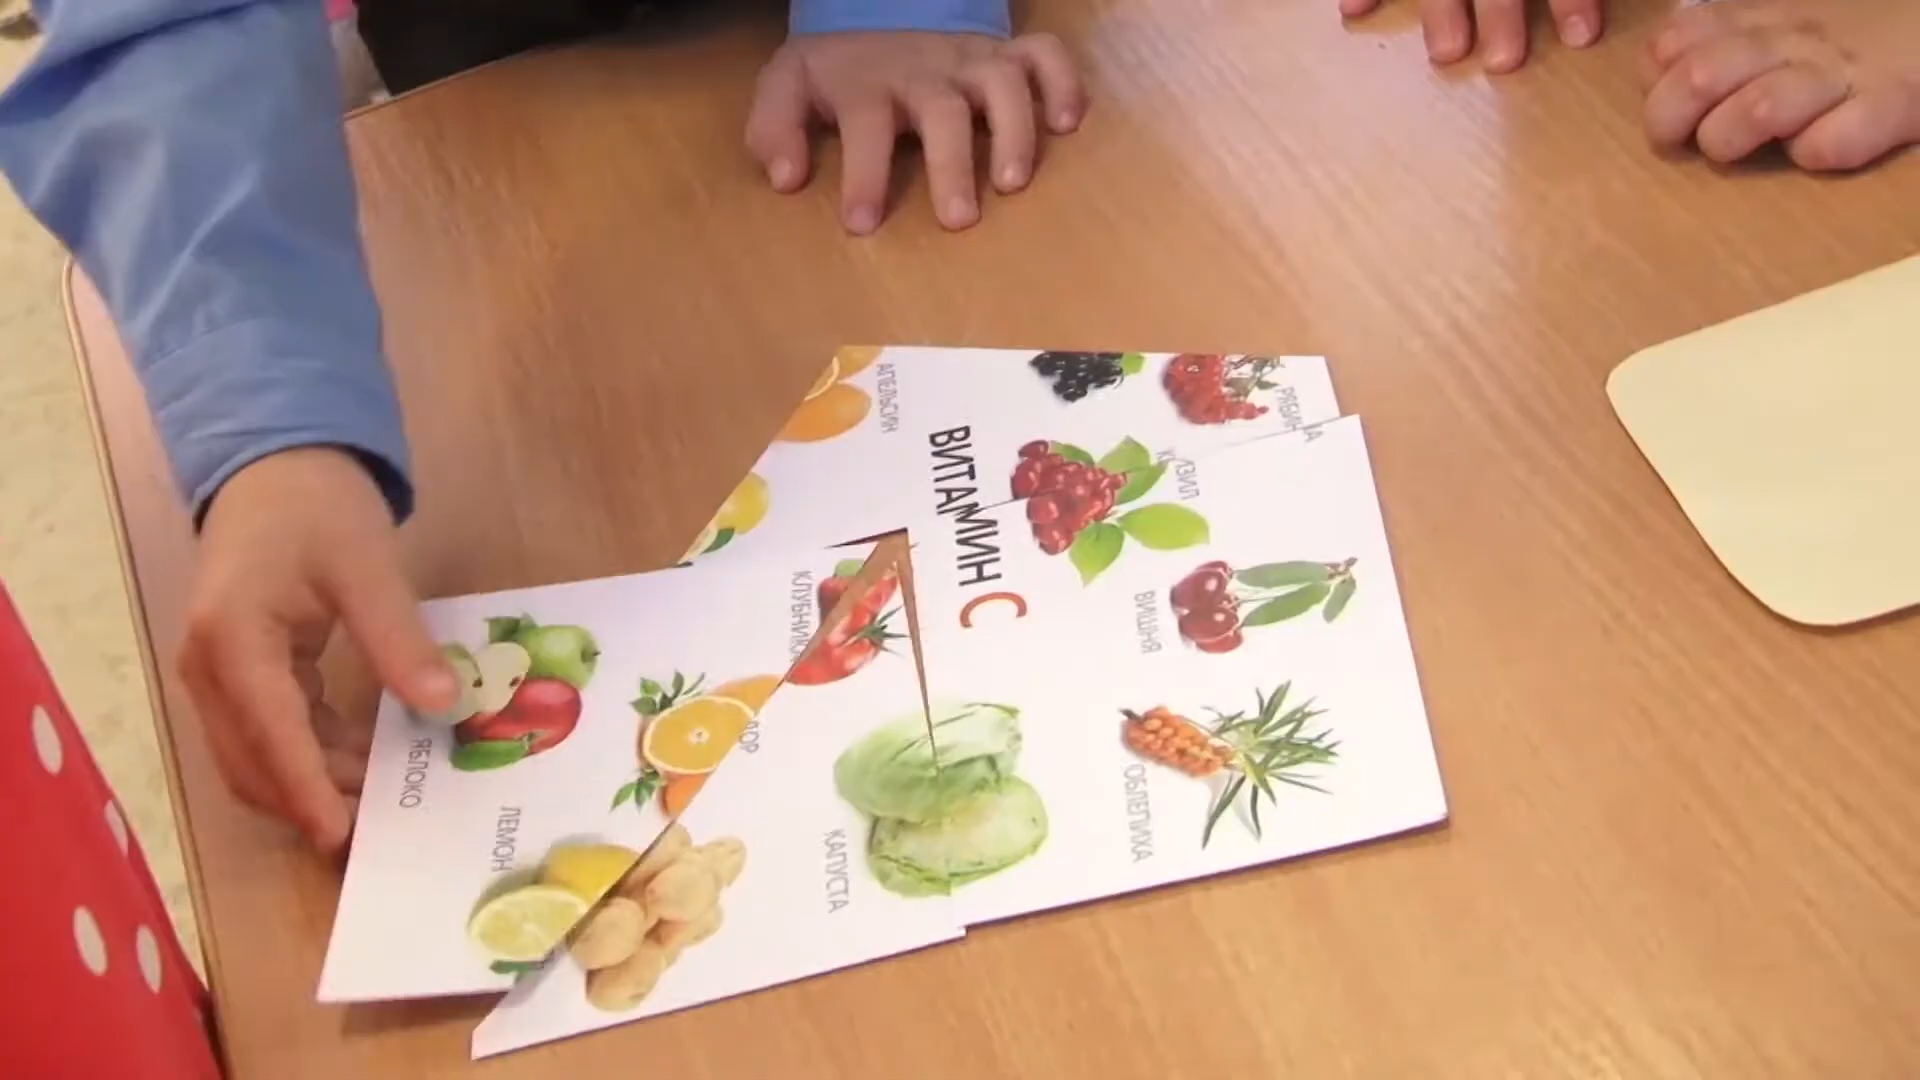 АПЕЛЬСИН
РЯБИНА
ВИТАМИН С
КИЗИЛ
КЛУБНИКА
ВИШНЯ
ЯБЛОКО
ЛЕМОН
КАПУСТА
ОБЛЕПИХА